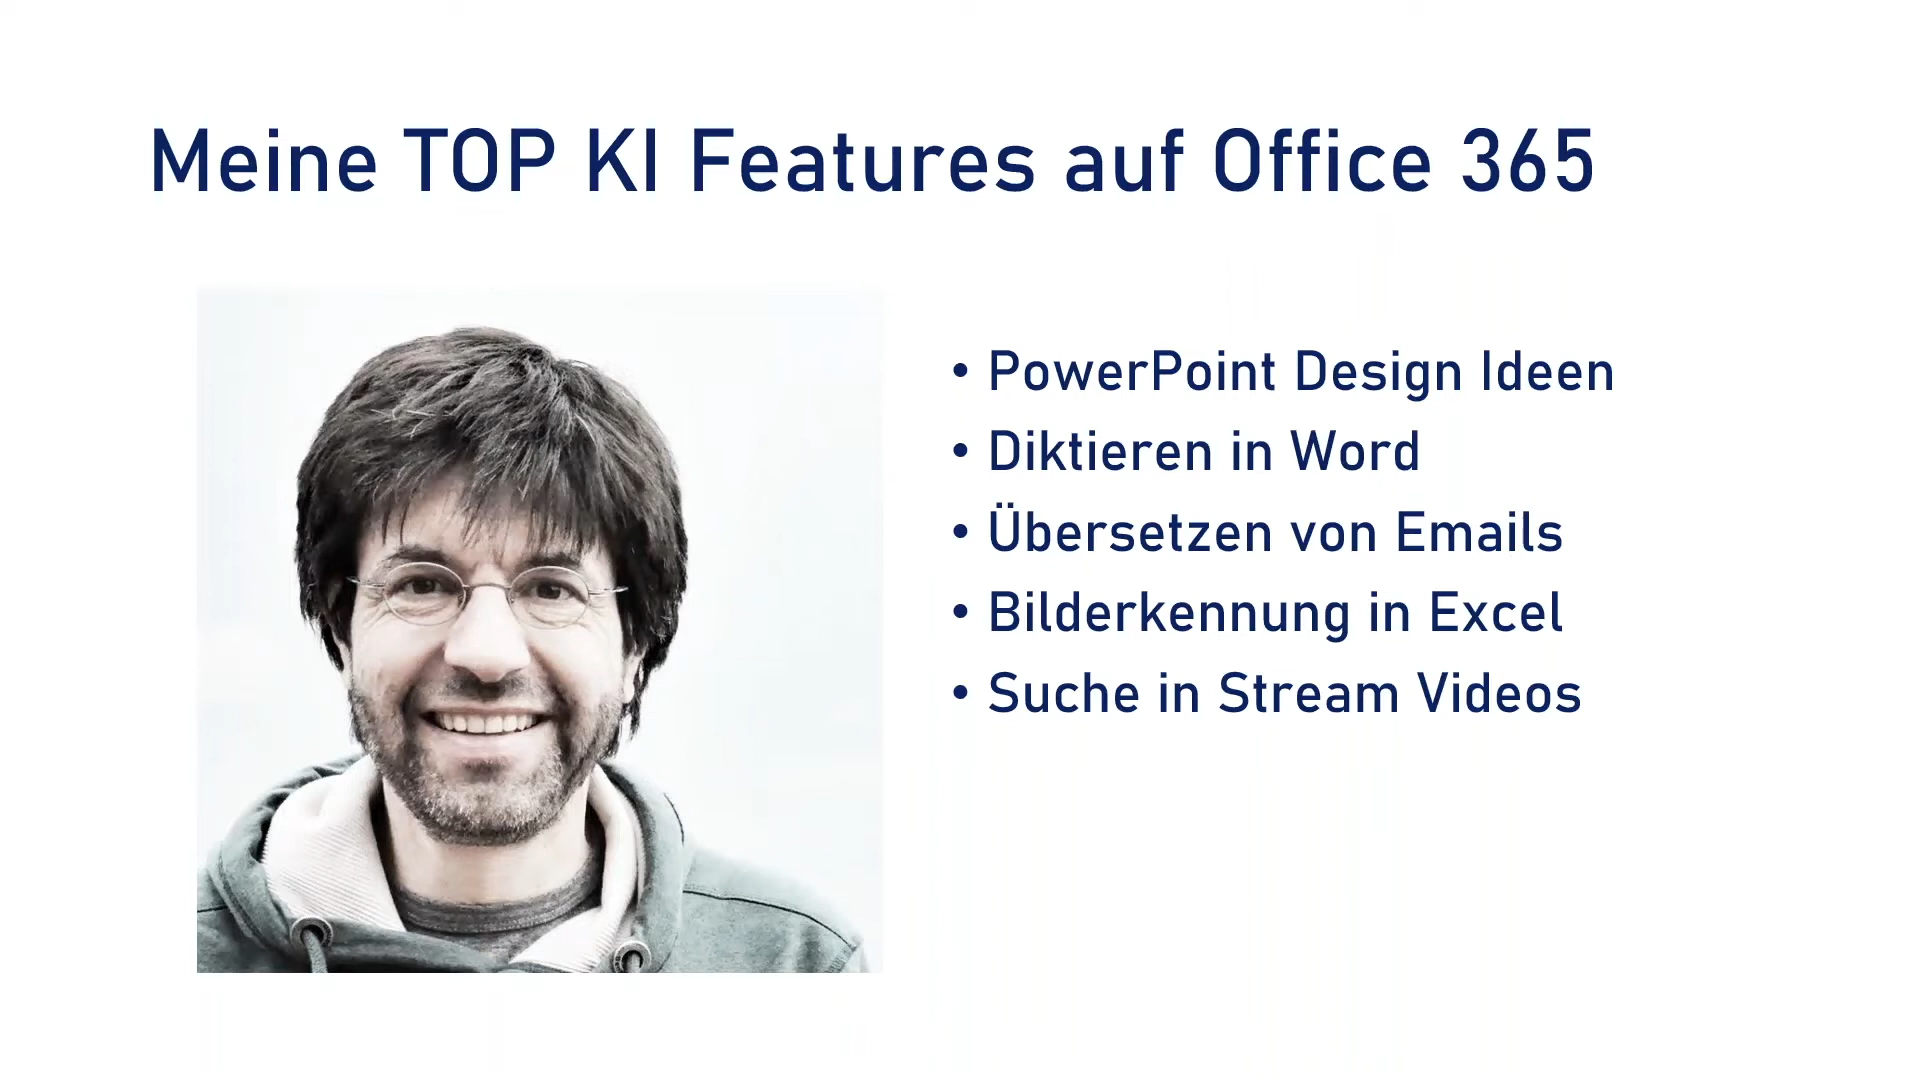 Meine TOP KI Features auf Office 365
• PowerPoint Design Ideen
• Diktieren in Word
• Übersetzen von Emails
• Bilderkennung in Excel
• Suche in Stream Videos